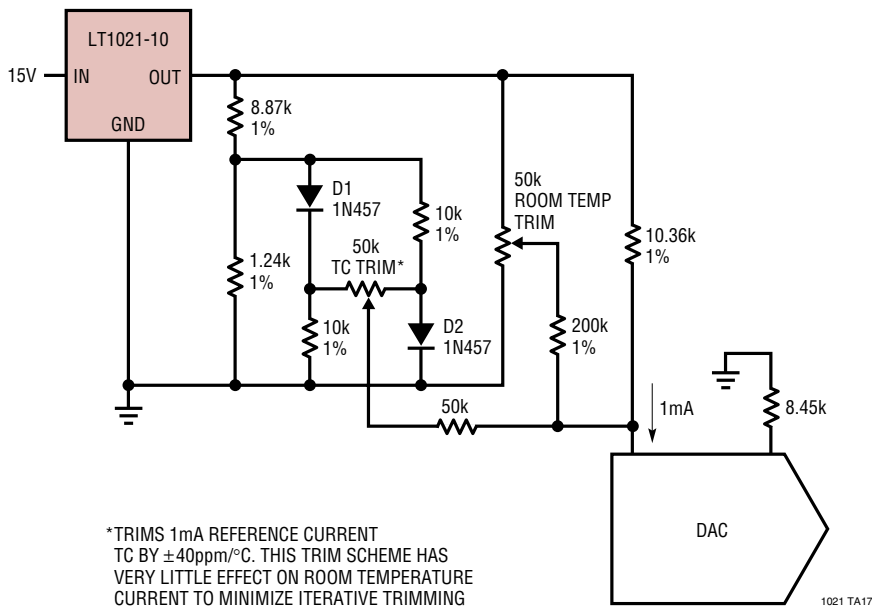 LT1021-10
15V
IN
OUT
GND
8.87k
1%
D1
1N457
50k
ROOM TEMP
TRIM
10k
1%
50k
TC TRIM*
10.36k
1%
1.24k
1%
10k
1%
D2
1N457
200k
1%
50k
1mA
8.45k
DAC
*TRIMS 1mA REFERENCE CURRENT
TC BY ±40ppm/°C. THIS TRIM SCHEME HAS
VERY LITTLE EFFECT ON ROOM TEMPERATURE
CURRENT TO MINIMIZE ITERATIVE TRIMMING
1021 TA17